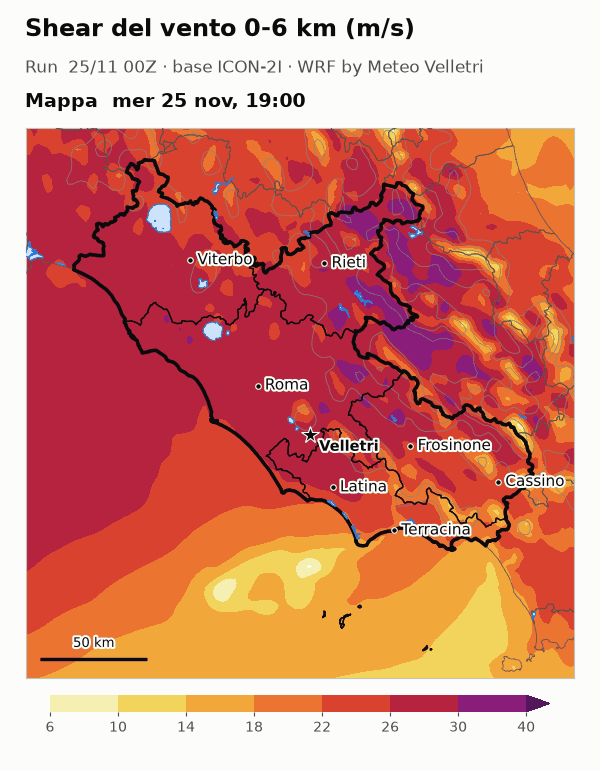 Shear del vento 0-6 km (m/s)
Run  25/11 00Z · base ICON-2I · WRF by Meteo Velletri
Mappa  mer 25 nov, 19:00
Viterbo
Rieti
Roma
Velletri
Frosinone
Cassino
Latina
Terracina
50 km
6 10 14 18 22 26 30 40